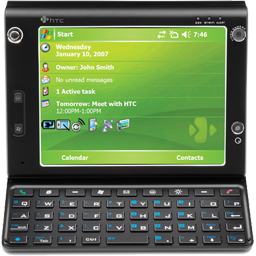 hTC
Start
7:46
Wednesday
January 10, 2007
Owner: John Smith
No unread messages
1 Active task
Tomorrow: Meet with HTC
12:00PM-1:00PM
Calendar Contacts
Q W E R T Y U I O P
A S D F G H J K L
Z X C V B N M
Ctrl